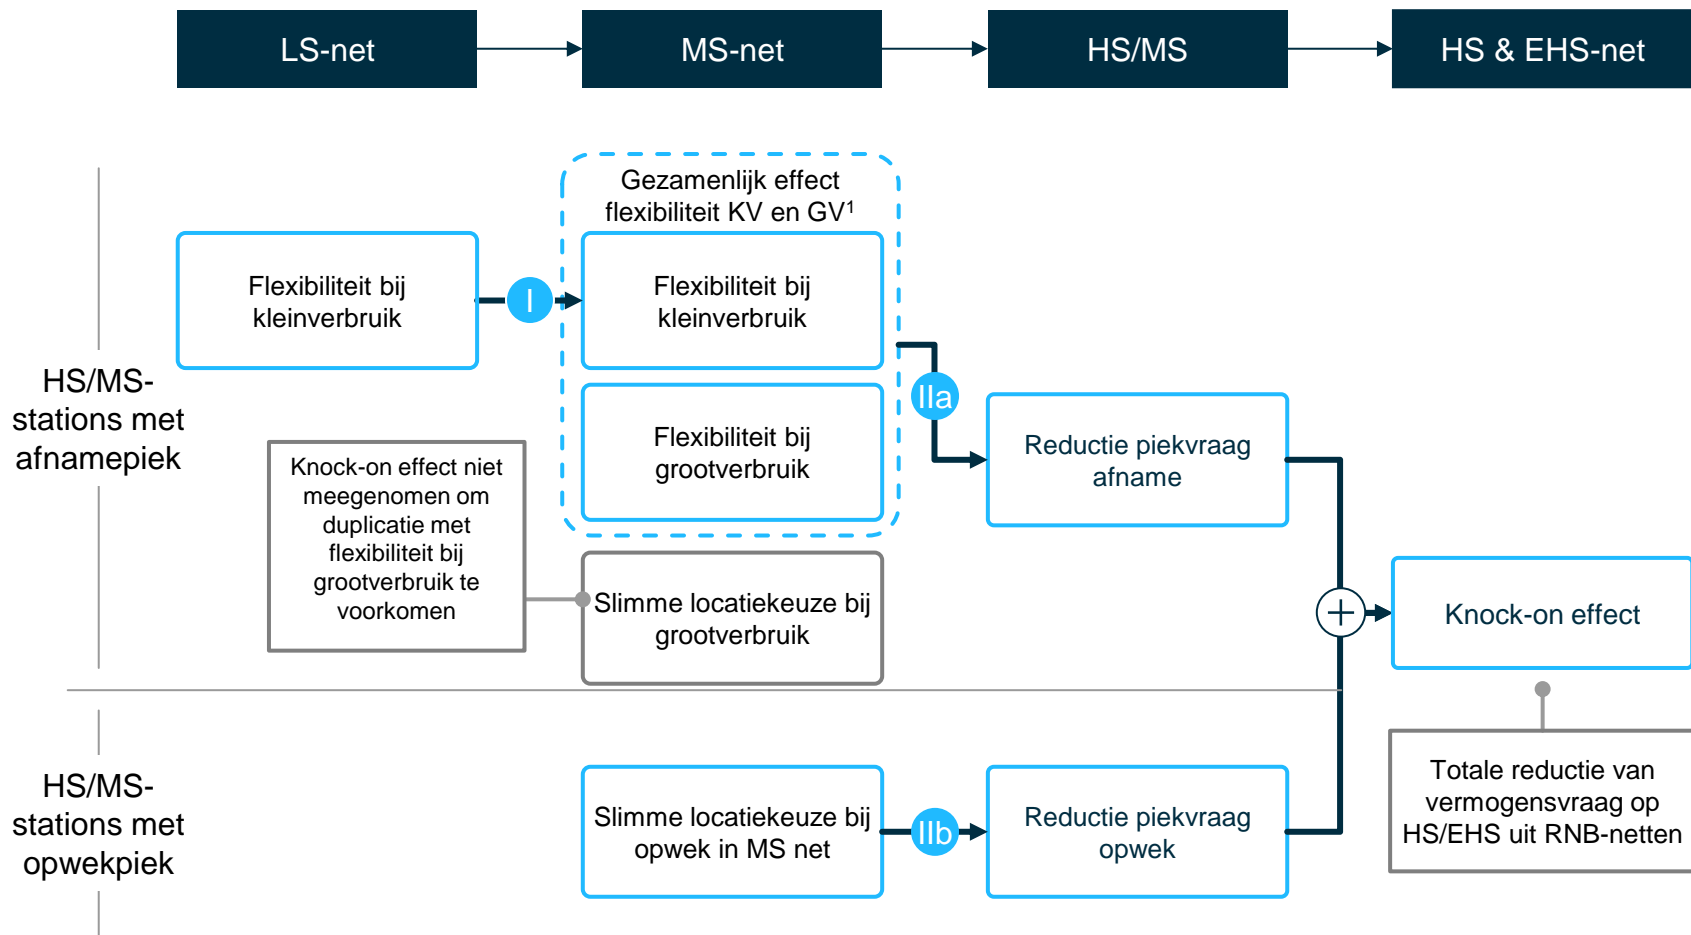 LS-net
MS-net
HS/MS
HS & EHS-net
HS/MS-
stations met
afnamepiek
Flexibiliteit bij
kleinverbruik
I
Gezamenlijk effect
flexibiliteit KV en GV¹
Flexibiliteit bij
kleinverbruik
Flexibiliteit bij
grootverbruik
IIa
Reductie piekvraag
afname
Knock-on effect niet
meegenomen om
duplicatie met
flexibiliteit bij
grootverbruik te
voorkomen
Slimme locatiekeuze bij
grootverbruik
+
Knock-on effect
HS/MS-
stations met
opwekpiek
Slimme locatiekeuze bij
opwek in MS net
IIb
Reductie piekvraag
opwek
Totale reductie van
vermogensvraag op
HS/EHS uit RNB-netten